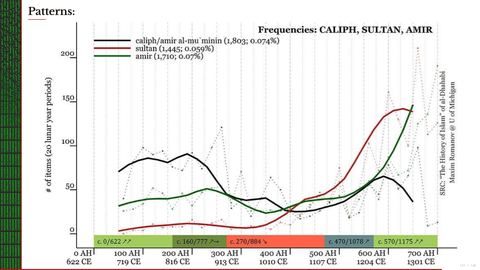 Patterns:
Frequencies: CALIPH, SULTAN, AMIR
caliph/amir al-muʾminin (1,803; 0.074%)
sultan (1,445; 0.059%)
amir (1,710; 0.07%)
# of Items (10 lunar year periods)
200
150
100
50
0
c. 0/622 ↗↗
c. 160/777 ↗→
c. 270/884 ↘
c. 470/1078 ↗
c. 570/1175 ↗↗
0 AH 100 AH 200 AH 300 AH 400 AH 500 AH 600 AH 700 AH
622 CE 719 CE 816 CE 913 CE 1010 CE 1107 CE 1204 CE 1301 CE
SRC: "The History of Islam" of al-Dhahabi
Maxim Romanov @ U of Michigan